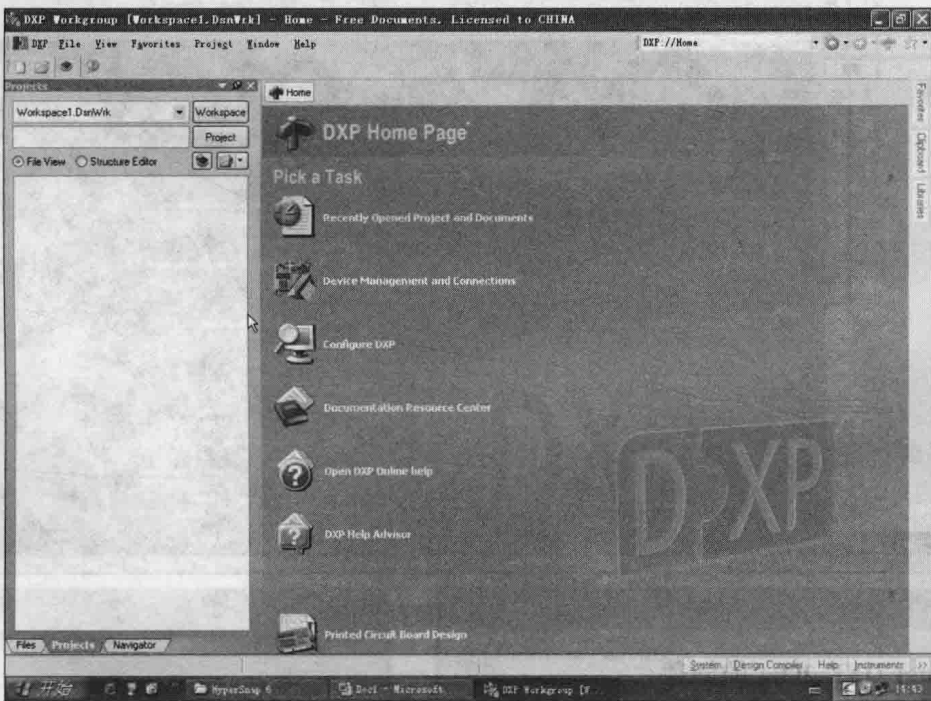 DXP Workgroup [Workspace1.DsnWrk] - Home - Free Documents. Licensed to CHINA
DXP File View Favorites Project Window Help
DXP://Home
Projects
Home
Workspace1.DsnWrk
Workspace
Project
File View
Structure Editor
DXP Home Page
Pick a Task
Recently Opened Project and Documents
Device Management and Connections
Configure DXP
Documentation Resource Center
Open DXP Online help
DXP Help Advisor
Printed Circuit Board Design
DXP
Favorites
Clipboard
Libraries
Files
Projects
Navigator
System
Design Compiler
Help
Instruments
>>
开始
HyperSnap 6
Doc1 - Microsoft
DXP Workgroup [W
14:43